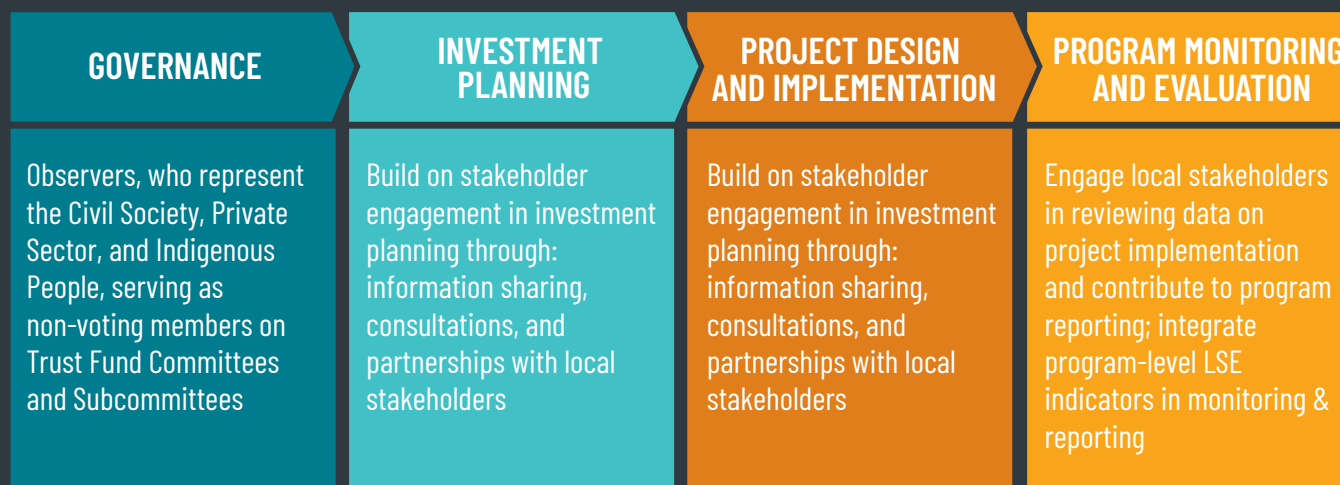 GOVERNANCE
Observers, who represent
the Civil Society, Private
Sector, and Indigenous
People, serving as
non-voting members on
Trust Fund Committees
and Subcommittees
INVESTMENT
PLANNING
Build on stakeholder
engagement in investment
planning through:
information sharing,
consultations, and
partnerships with local
stakeholders
PROJECT DESIGN
AND IMPLEMENTATION
Build on stakeholder
engagement in investment
planning through:
information sharing,
consultations, and
partnerships with local
stakeholders
PROGRAM MONITORING
AND EVALUATION
Engage local stakeholders
in reviewing data on
project implementation
and contribute to program
reporting; integrate
program-level LSE
indicators in monitoring &
reporting